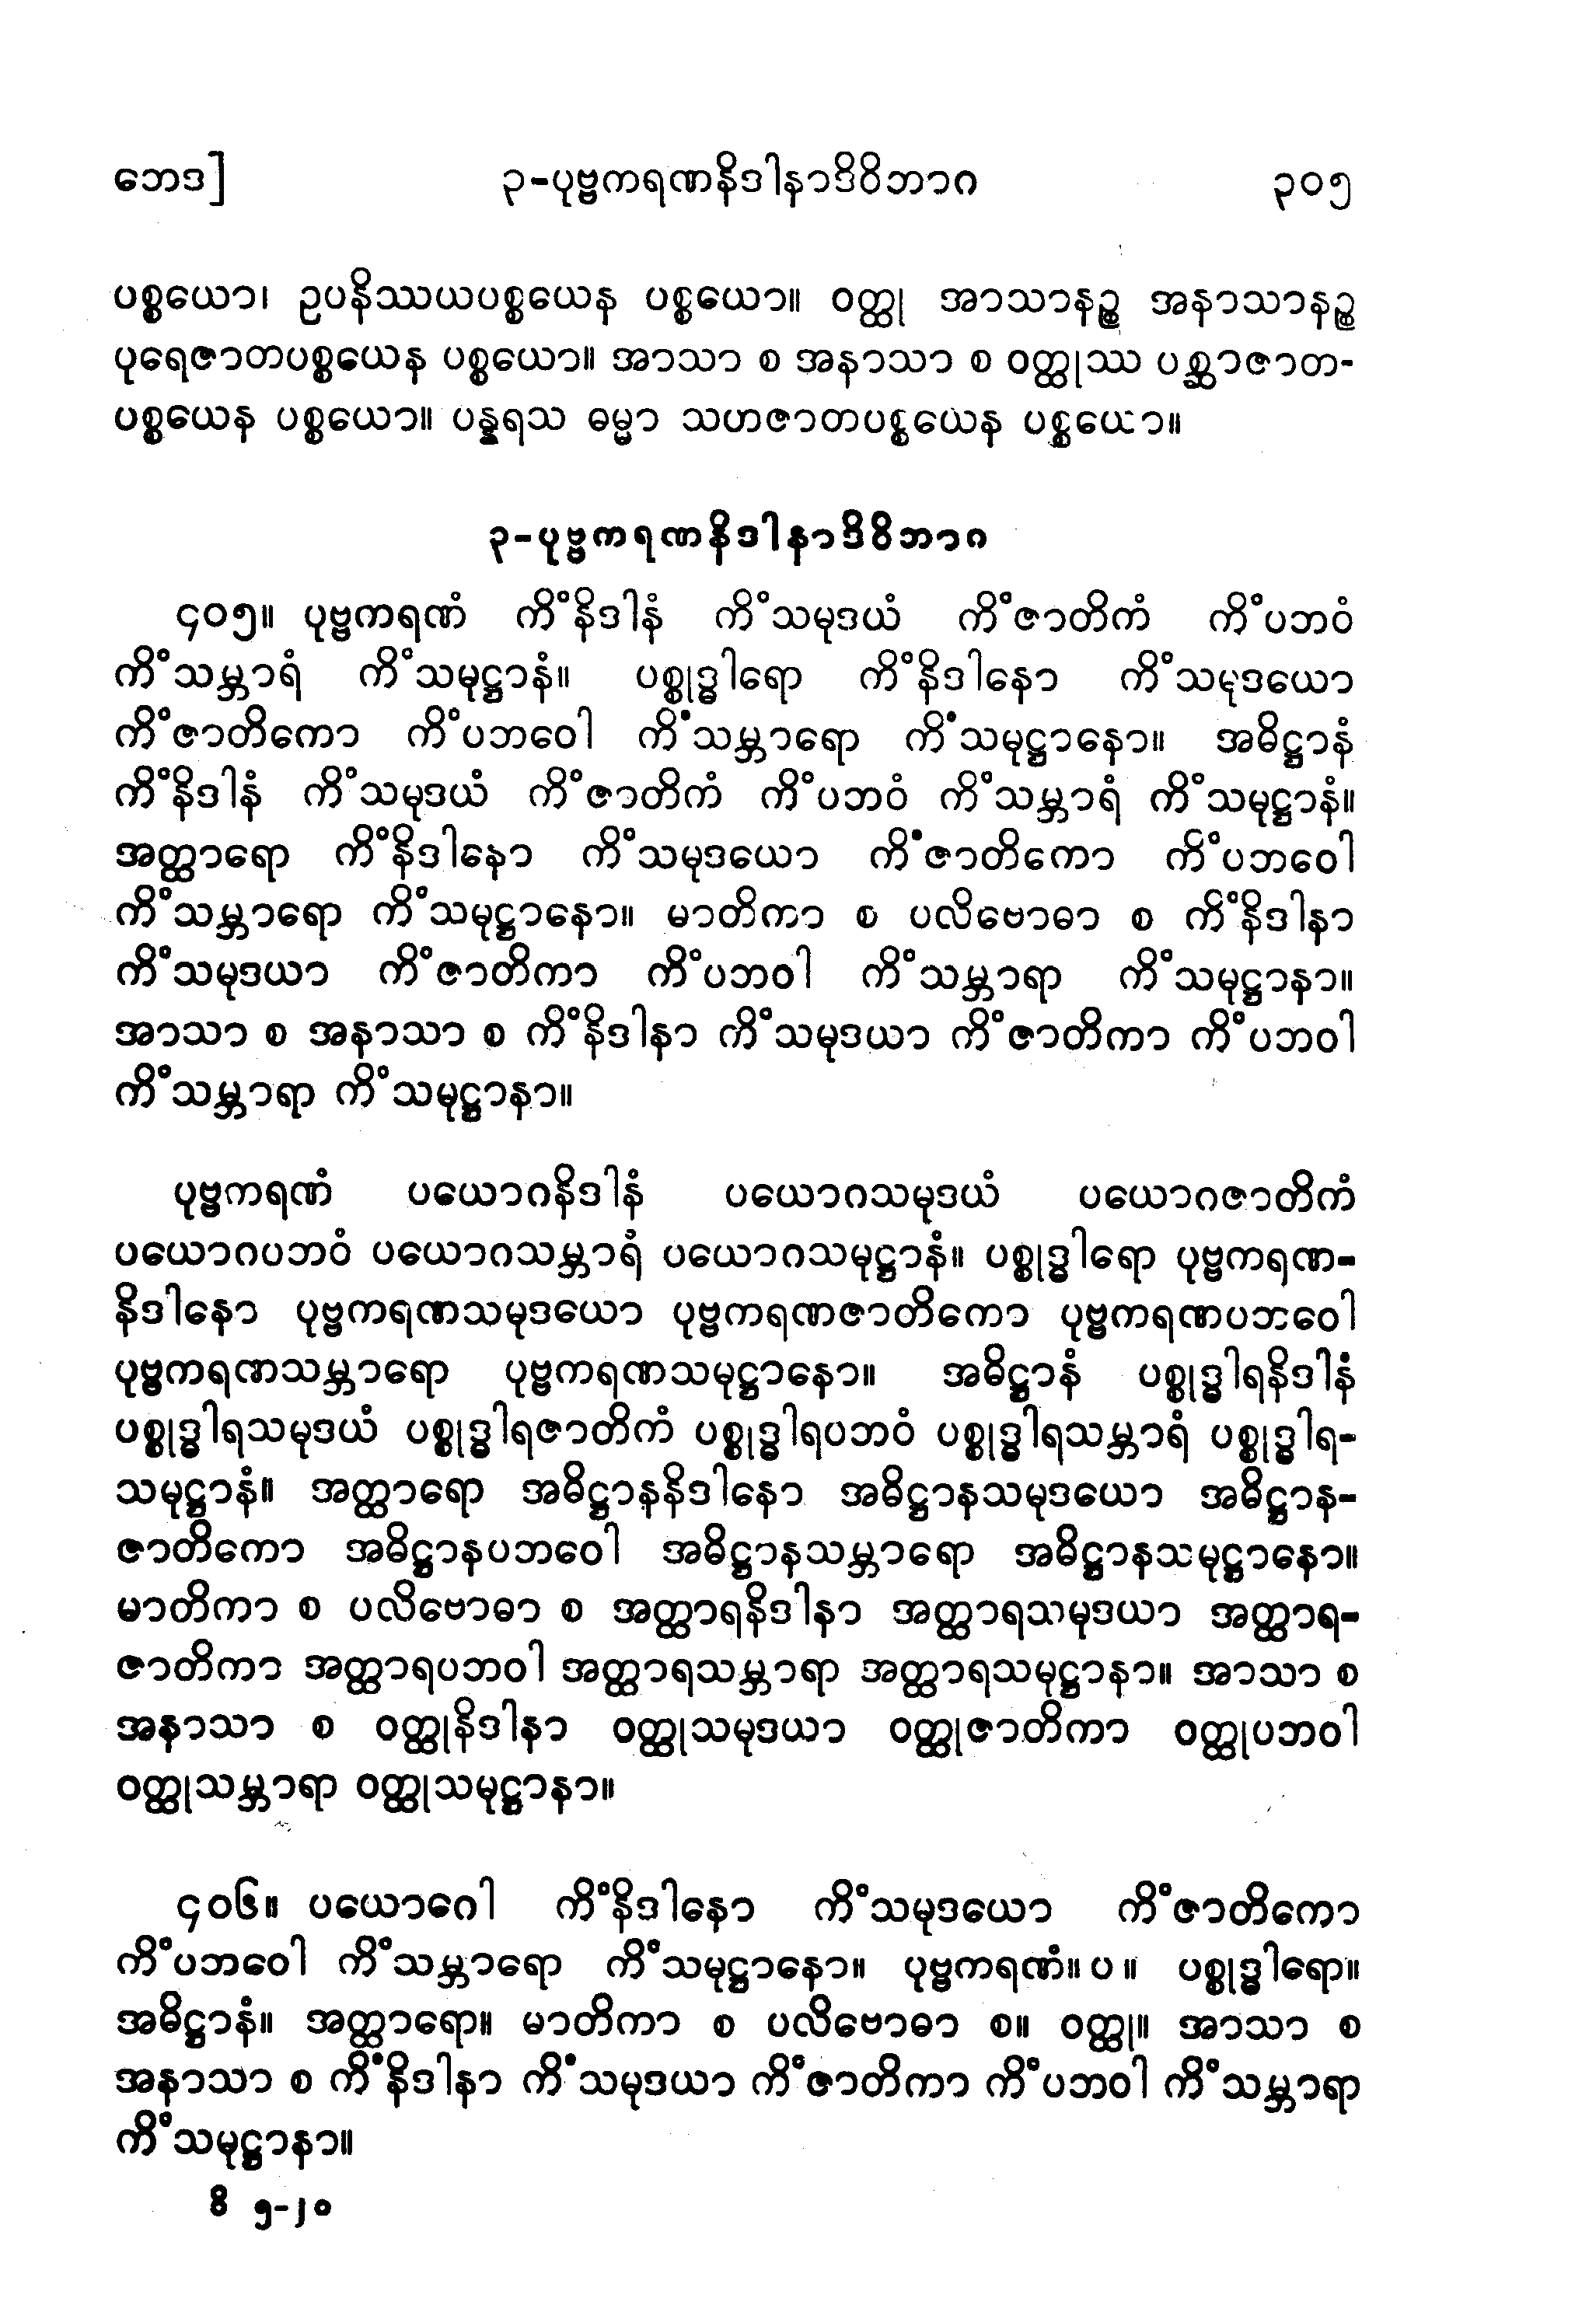 ဘေဒ] ၃-ပုဗ္ဗကရဏနိဒါနာဒိဝိဘာဂ ၃၀၅
ပစ္စယော၊ ဥပနိဿယပစ္စယေန ပစ္စယော။ ဝတ္ထု အာသာနဉ္စ အနာသာနဉ္စ
ပုရေဇာတပစ္စယေန ပစ္စယော။ အာသာ စ အနာသာ စ ဝတ္ထုဿ ပစ္ဆာဇာတ-
ပစ္စယေန ပစ္စယော။ ပန္နရသ ဓမ္မာ သဟဇာတပစ္စယေန ပစ္စယော။
၃-ပုဗ္ဗကရဏနိဒါနာဒိဝိဘာဂ
၄၀၅။ ပုဗ္ဗကရဏံ ကိံနိဒါနံ ကိံသမုဒယံ ကိံဇာတိကံ ကိံပဘဝံ
ကိံသမ္ဘာရံ ကိံသမုဋ္ဌာနံ။ ပစ္စုဒ္ဓါရော ကိံနိဒါနော ကိံသမုဒယော
ကိံဇာတိကော ကိံပဘဝေါ ကိံသမ္ဘာရော ကိံသမုဋ္ဌာနော။ အဓိဋ္ဌာနံ
ကိံနိဒါနံ ကိံသမုဒယံ ကိံဇာတိကံ ကိံပဘဝံ ကိံသမ္ဘာရံ ကိံသမုဋ္ဌာနံ။
အတ္ထာရော ကိံနိဒါနော ကိံသမုဒယော ကိံဇာတိကော ကိံပဘဝေါ
ကိံသမ္ဘာရော ကိံသမုဋ္ဌာနော။ မာတိကာ စ ပလိဗောဓာ စ ကိံနိဒါနာ
ကိံသမုဒယာ ကိံဇာတိကာ ကိံပဘဝါ ကိံသမ္ဘာရာ ကိံသမုဋ္ဌာနာ။
အာသာ စ အနာသာ စ ကိံနိဒါနာ ကိံသမုဒယာ ကိံဇာတိကာ ကိံပဘဝါ
ကိံသမ္ဘာရာ ကိံသမုဋ္ဌာနာ။
ပုဗ္ဗကရဏံ ပယောဂနိဒါနံ ပယောဂသမုဒယံ ပယောဂဇာတိကံ
ပယောဂပဘဝံ ပယောဂသမ္ဘာရံ ပယောဂသမုဋ္ဌာနံ။ ပစ္စုဒ္ဓါရော ပုဗ္ဗကရဏ-
နိဒါနော ပုဗ္ဗကရဏသမုဒယော ပုဗ္ဗကရဏဇာတိကော ပုဗ္ဗကရဏပဘဝေါ
ပုဗ္ဗကရဏသမ္ဘာရော ပုဗ္ဗကရဏသမုဋ္ဌာနော။ အဓိဋ္ဌာနံ ပစ္စုဒ္ဓါရနိဒါနံ
ပစ္စုဒ္ဓါရသမုဒယံ ပစ္စုဒ္ဓါရဇာတိကံ ပစ္စုဒ္ဓါရပဘဝံ ပစ္စုဒ္ဓါရသမ္ဘာရံ ပစ္စုဒ္ဓါရ-
သမုဋ္ဌာနံ။ အတ္ထာရော အဓိဋ္ဌာနနိဒါနော အဓိဋ္ဌာနသမုဒယော အဓိဋ္ဌာန-
ဇာတိကော အဓိဋ္ဌာနပဘဝေါ အဓိဋ္ဌာနသမ္ဘာရော အဓိဋ္ဌာနသမုဋ္ဌာနော။
မာတိကာ စ ပလိဗောဓာ စ အတ္ထာရနိဒါနာ အတ္ထာရသမုဒယာ အတ္ထာရ-
ဇာတိကာ အတ္ထာရပဘဝါ အတ္ထာရသမ္ဘာရာ အတ္ထာရသမုဋ္ဌာနာ။ အာသာ စ
အနာသာ စ ဝတ္ထုနိဒါနာ ဝတ္ထုသမုဒယာ ဝတ္ထုဇာတိကာ ဝတ္ထုပဘဝါ
ဝတ္ထုသမ္ဘာရာ ဝတ္ထုသမုဋ္ဌာနာ။
၄၀၆။ ပယောဂေါ ကိံနိဒါနော ကိံသမုဒယော ကိံဇာတိကော
ကိံပဘဝေါ ကိံသမ္ဘာရော ကိံသမုဋ္ဌာနော။ ပုဗ္ဗကရဏံ။ပ။ ပစ္စုဒ္ဓါရော။
အဓိဋ္ဌာနံ။ အတ္ထာရော။ မာတိကာ စ ပလိဗောဓာ စ။ ဝတ္ထု။ အာသာ စ
အနာသာ စ ကိံနိဒါနာ ကိံသမုဒယာ ကိံဇာတိကာ ကိံပဘဝါ ကိံသမ္ဘာရာ
ကိံသမုဋ္ဌာနာ။
ဝိ ၅-၂၀